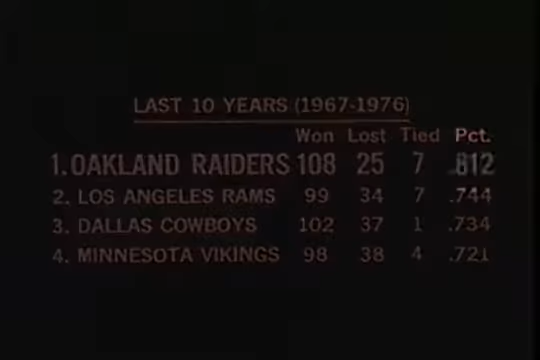 LAST 10 YEARS (1967-1976)
Won Lost Tied Pct.
1. OAKLAND RAIDERS 108 25 7 .812
2. LOS ANGELES RAMS 99 34 7 .744
3. DALLAS COWBOYS 102 37 1 .734
4. MINNESOTA VIKINGS 98 38 4 .721